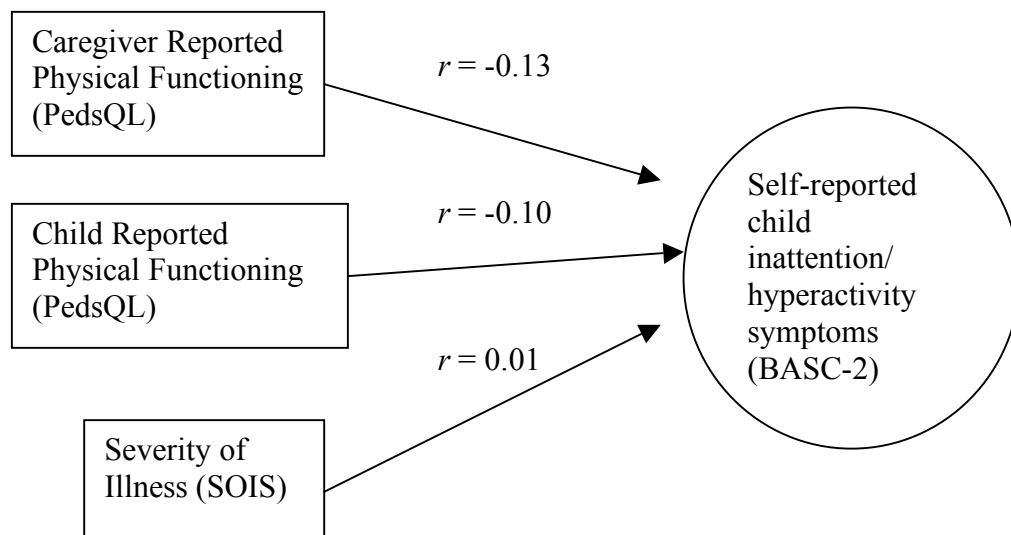 Caregiver Reported
Physical Functioning
(PedsQL)
r = -0.13
Child Reported
Physical Functioning
(PedsQL)
r = -0.10
Self-reported
child
inattention/
hyperactivity
symptoms
(BASC-2)
r = 0.01
Severity of
Illness (SOIS)